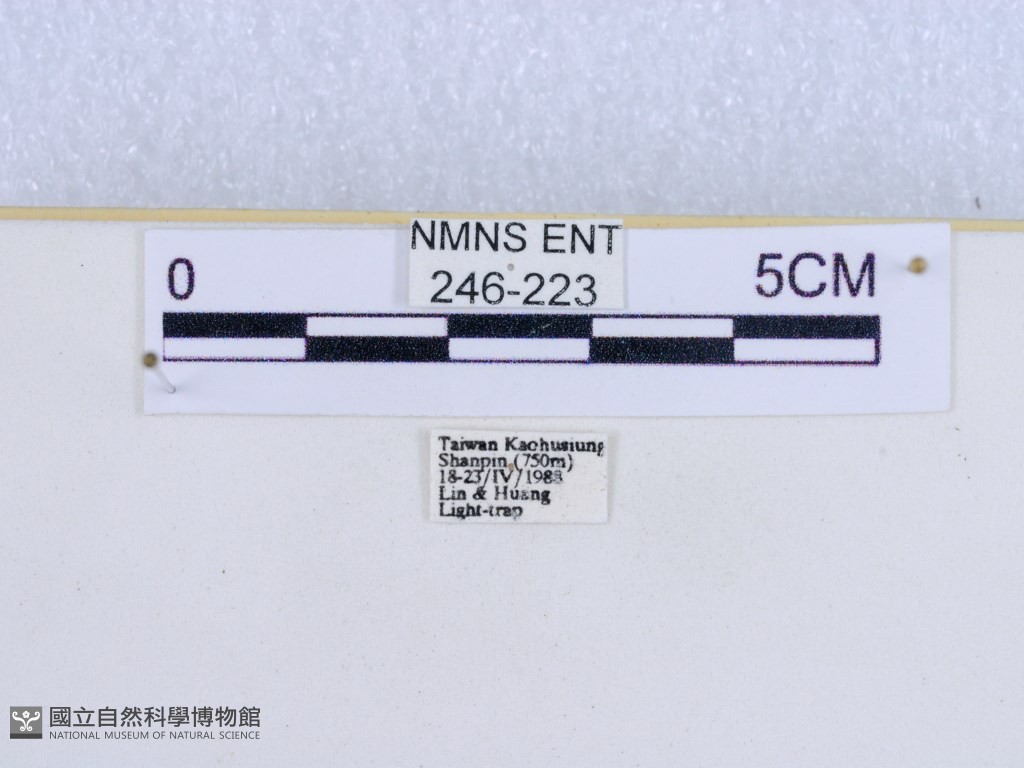 NMNS ENT
246-223
0
5CM
Taiwan Kaohusiung
Shanpin (750m)
18-23/IV/1988
Lin & Huang
Light-trap
國立自然科學博物館
NATIONAL MUSEUM OF NATURAL SCIENCE